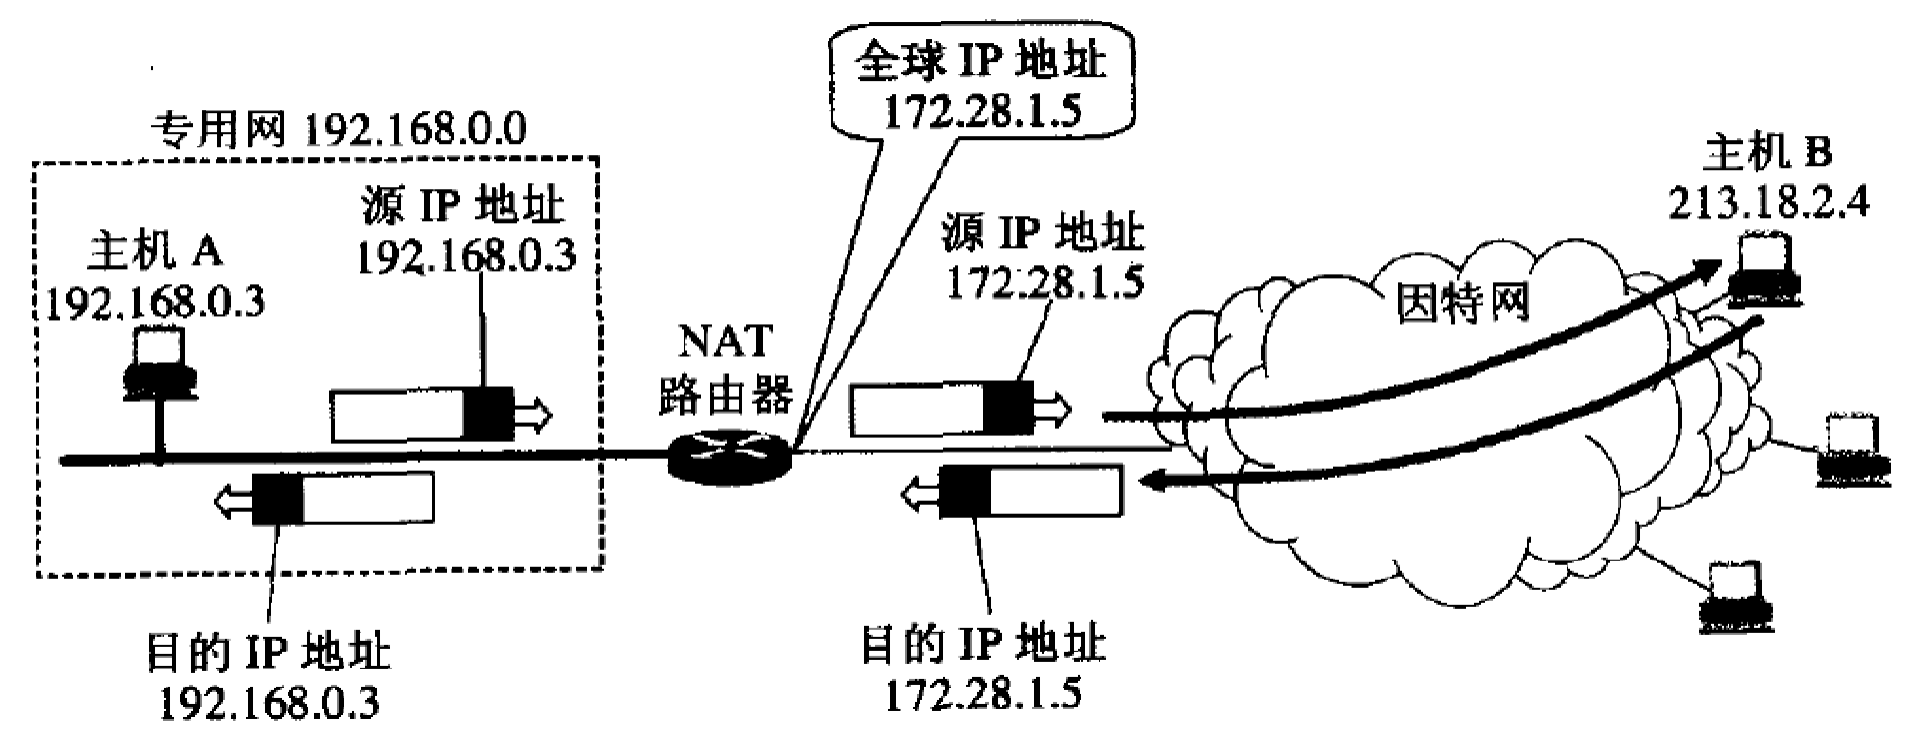 全球 IP 地址
172.28.1.5
专用网 192.168.0.0
源 IP 地址
192.168.0.3
主机 A
192.168.0.3
NAT
路由器
源 IP 地址
172.28.1.5
因特网
主机 B
213.18.2.4
目的 IP 地址
192.168.0.3
目的 IP 地址
172.28.1.5